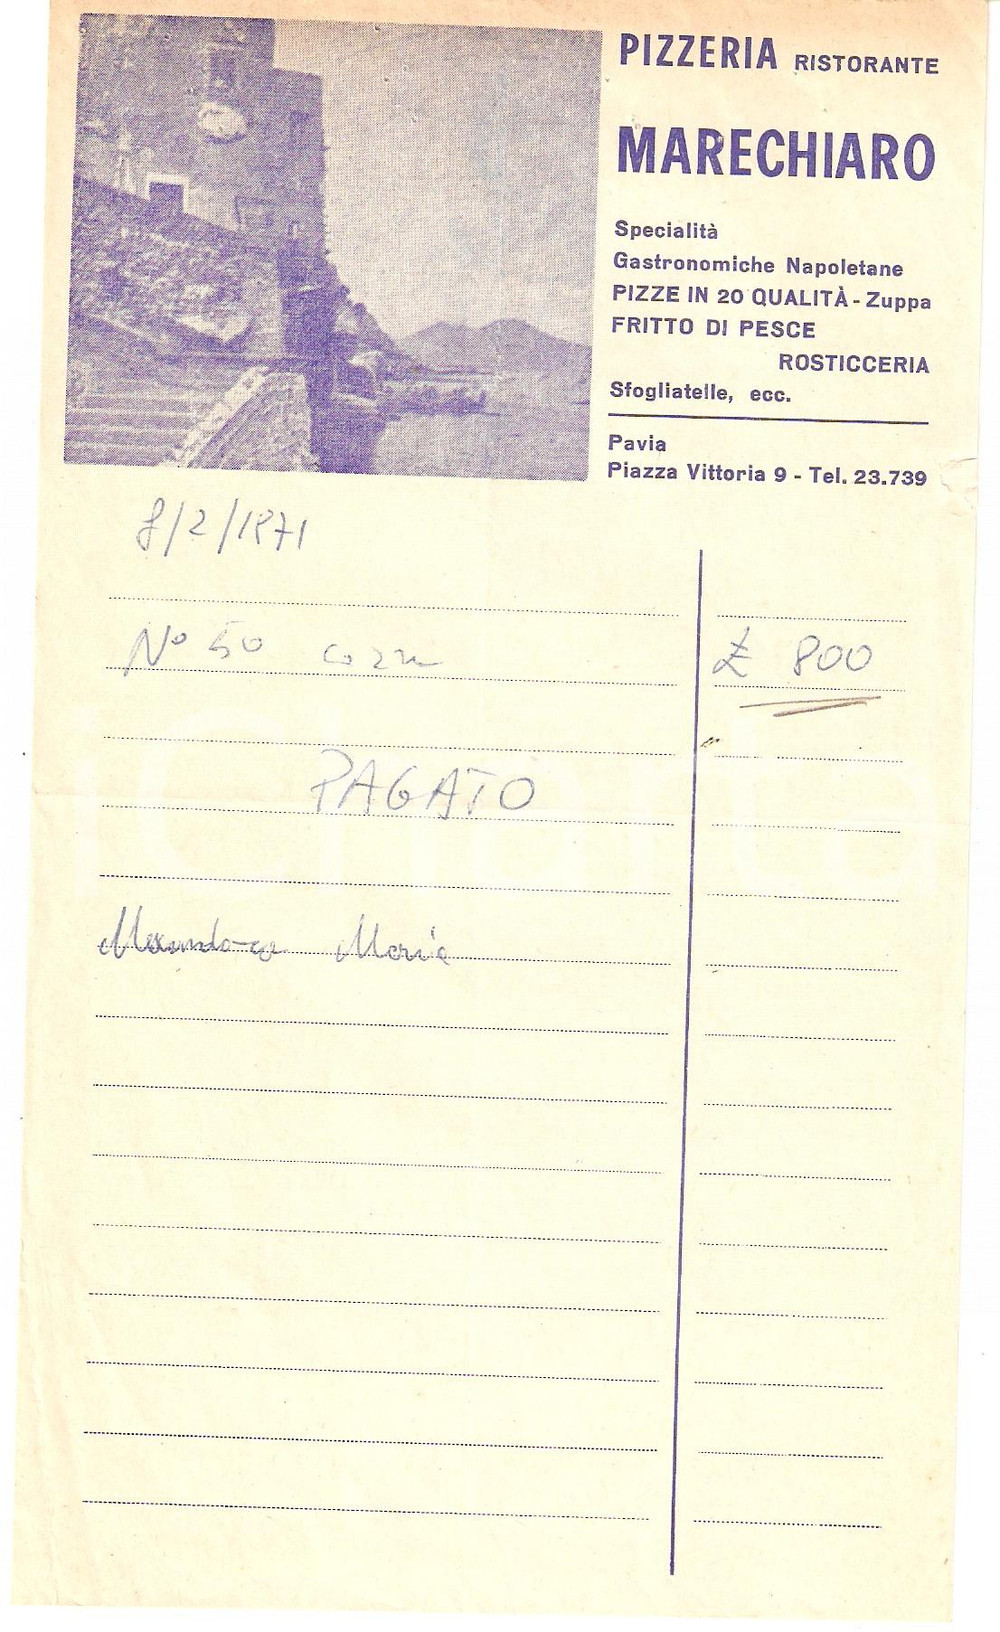 PIZZERIA RISTORANTE
MARECHIARO
Specialità
Gastronomiche Napoletane
PIZZE IN 20 QUALITÀ - Zuppa
FRITTO DI PESCE
ROSTICCERIA
Sfogliatelle, ecc.
Pavia
Piazza Vittoria 9 - Tel. 23.739
8/2/1971
N° 50 £ 800
PAGATO
Maria